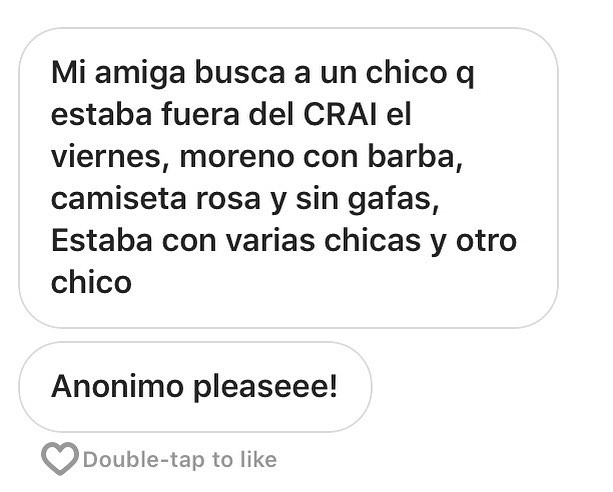 Mi amiga busca a un chico q
estaba fuera del CRAI el
viernes, moreno con barba,
camiseta rosa y sin gafas,
Estaba con varias chicas y otro
chico
Anonimo pleaseee!
Double-tap to like